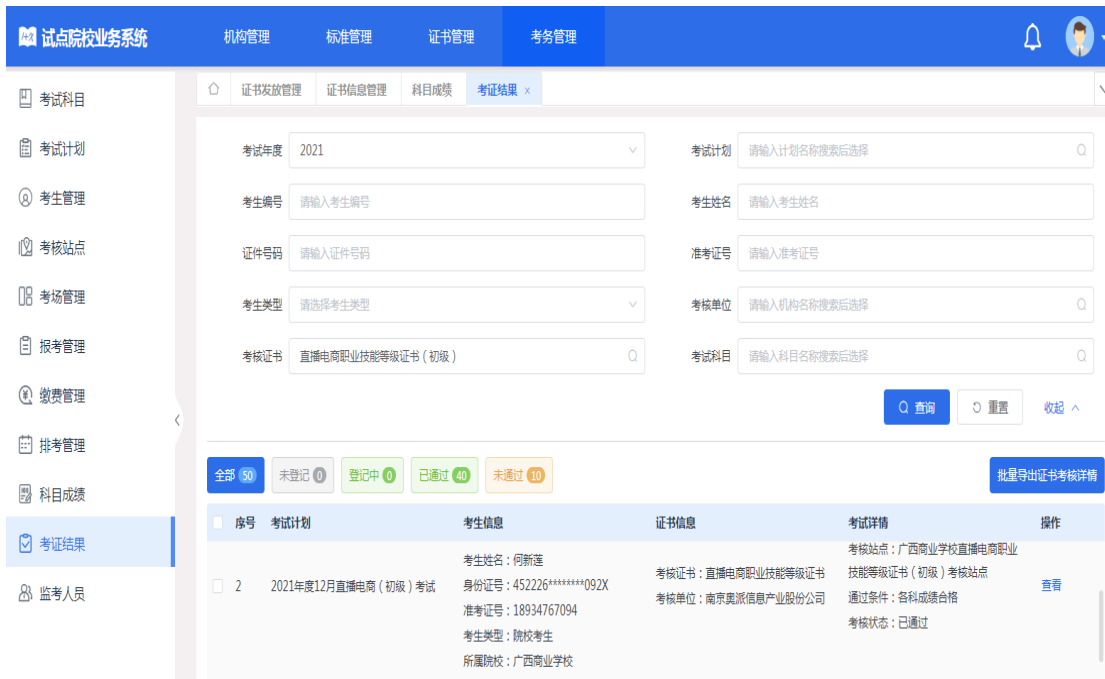 1+X 试点院校业务系统 机构管理 标准管理 证书管理 考务管理
考试科目
考试计划
考生管理
考核站点
考场管理
报考管理
缴费管理
排考管理
科目成绩
考证结果
监考人员
证书发放管理 证书信息管理 科目成绩 考证结果 ×
考试年度 2021 考试计划 请输入计划名称搜索后选择
考生编号 请输入考生编号 考生姓名 请输入考生姓名
证件号码 请输入证件号码 准考证号 请输入准考证号
考生类型 请选择考生类型 考核单位 请输入机构名称搜索后选择
考核证书 直播电商职业技能等级证书（初级） 考试科目 请输入科目名称搜索后选择
查询 重置 收起
全部 50 未登记 0 登记中 0 已通过 40 未通过 10 批量导出证书考核详情
序号 考试计划 考生信息 证书信息 考试详情 操作
2 2021年度12月直播电商（初级）考试
考生姓名：何新莲
身份证号：452226********092X
准考证号：18934767094
考生类型：院校考生
所属院校：广西商业学校
考核证书：直播电商职业技能等级证书
考核单位：南京奥派信息产业股份公司
考核站点：广西商业学校直播电商职业
技能等级证书（初级）考核站点
通过条件：各科成绩合格
考核状态：已通过
查看